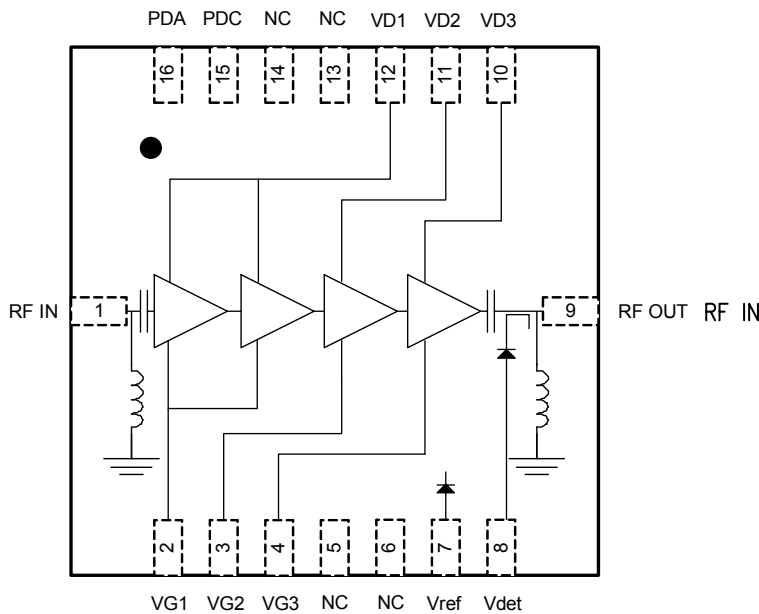 PDA PDC NC NC VD1 VD2 VD3
16 15 14 13 12 11 10
RF IN 1 9 RF OUT RF IN
2 3 4 5 6 7 8
VG1 VG2 VG3 NC NC Vref Vdet